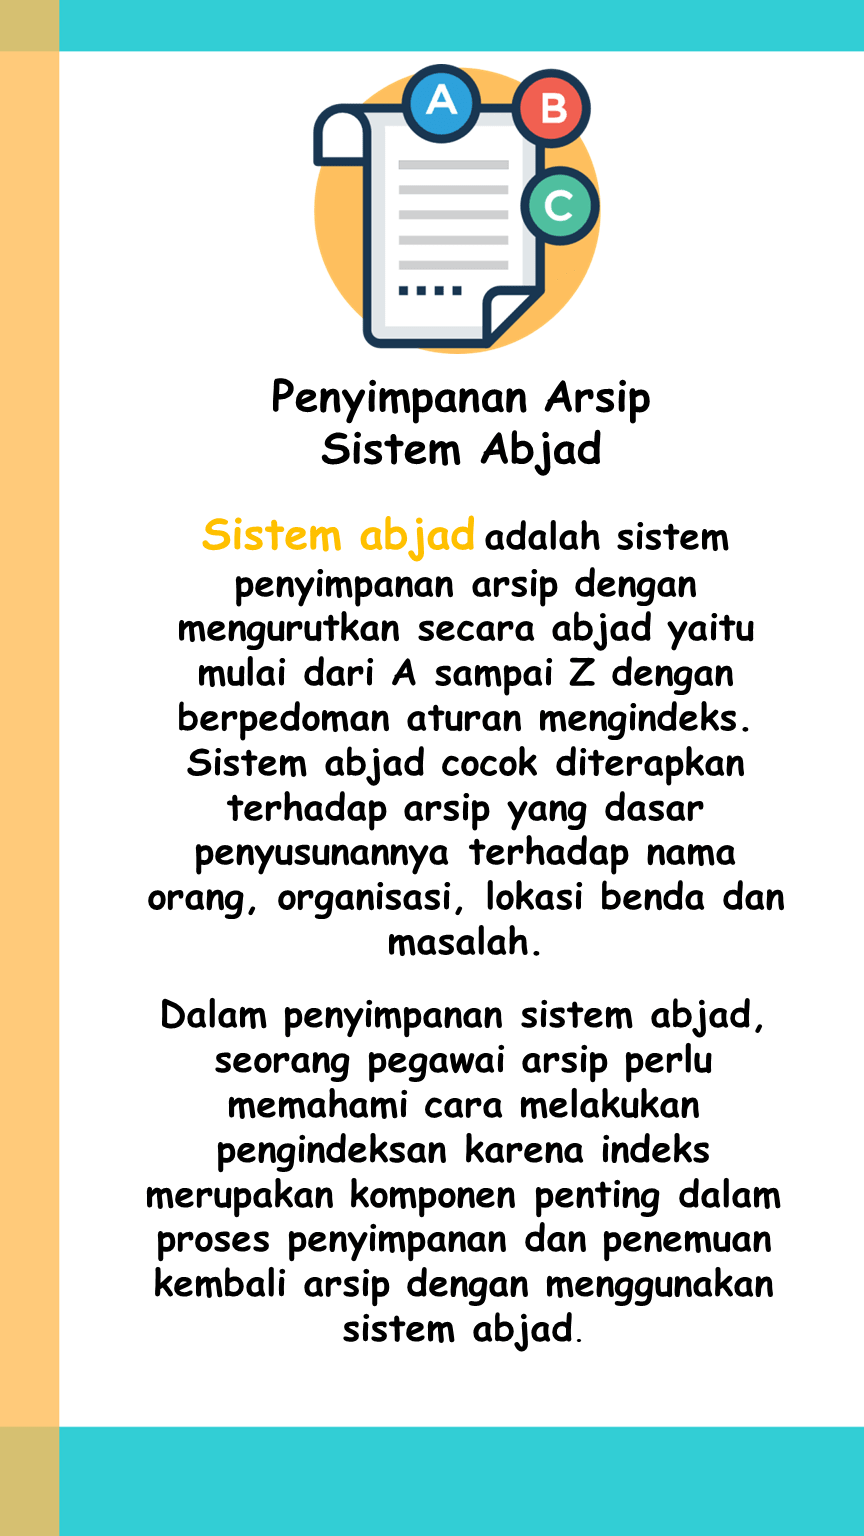 A
B
C
Penyimpanan Arsip
Sistem Abjad
Sistem abjad adalah sistem
penyimpanan arsip dengan
mengurutkan secara abjad yaitu
mulai dari A sampai Z dengan
berpedoman aturan mengindeks.
Sistem abjad cocok diterapkan
terhadap arsip yang dasar
penyusunannya terhadap nama
orang, organisasi, lokasi benda dan
masalah.
Dalam penyimpanan sistem abjad,
seorang pegawai arsip perlu
memahami cara melakukan
pengindeksan karena indeks
merupakan komponen penting dalam
proses penyimpanan dan penemuan
kembali arsip dengan menggunakan
sistem abjad.